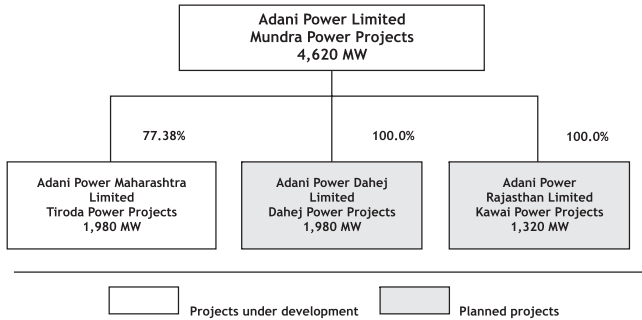 Adani Power Limited
Mundra Power Projects
4,620 MW
77.38%
100.0%
100.0%
Adani Power Maharashtra
Limited
Tiroda Power Projects
1,980 MW
Adani Power Dahej
Limited
Dahej Power Projects
1,980 MW
Adani Power
Rajasthan Limited
Kawai Power Projects
1,320 MW
Projects under development
Planned projects